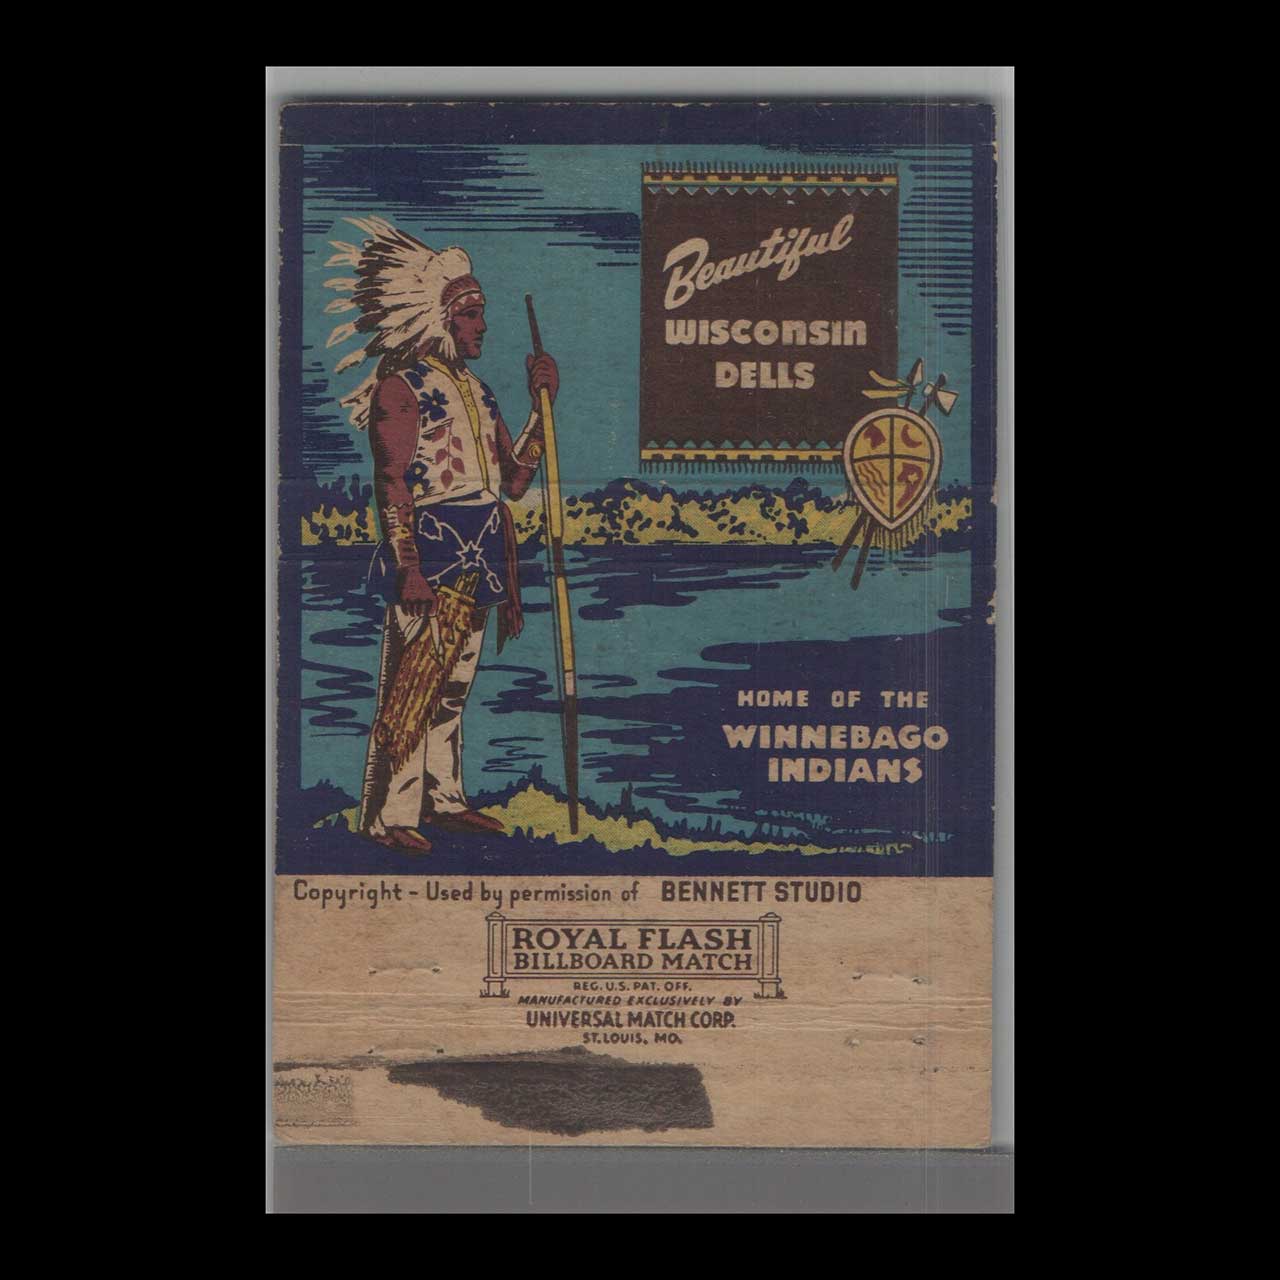 Beautiful
WISCONSIN
DELLS
HOME OF THE
WINNEBAGO
INDIANS
Copyright - Used by permission of BENNETT STUDIO
ROYAL FLASH
BILLBOARD MATCH
REG. U.S. PAT. OFF.
MANUFACTURED EXCLUSIVELY BY
UNIVERSAL MATCH CORP.
ST. LOUIS, MO.